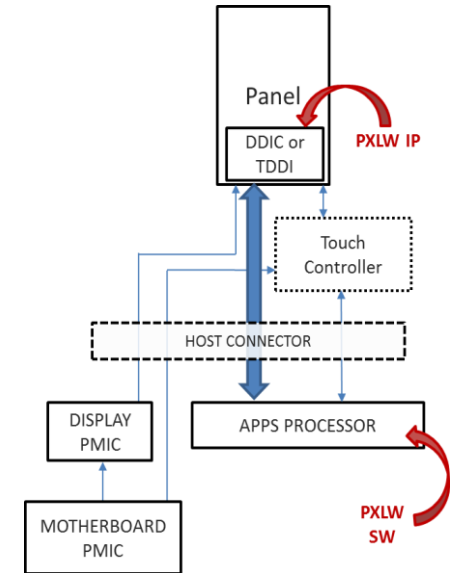 Panel
DDIC or
TDDI
PXLW IP
Touch
Controller
HOST CONNECTOR
DISPLAY
PMIC
APPS PROCESSOR
MOTHERBOARD
PMIC
PXLW
SW